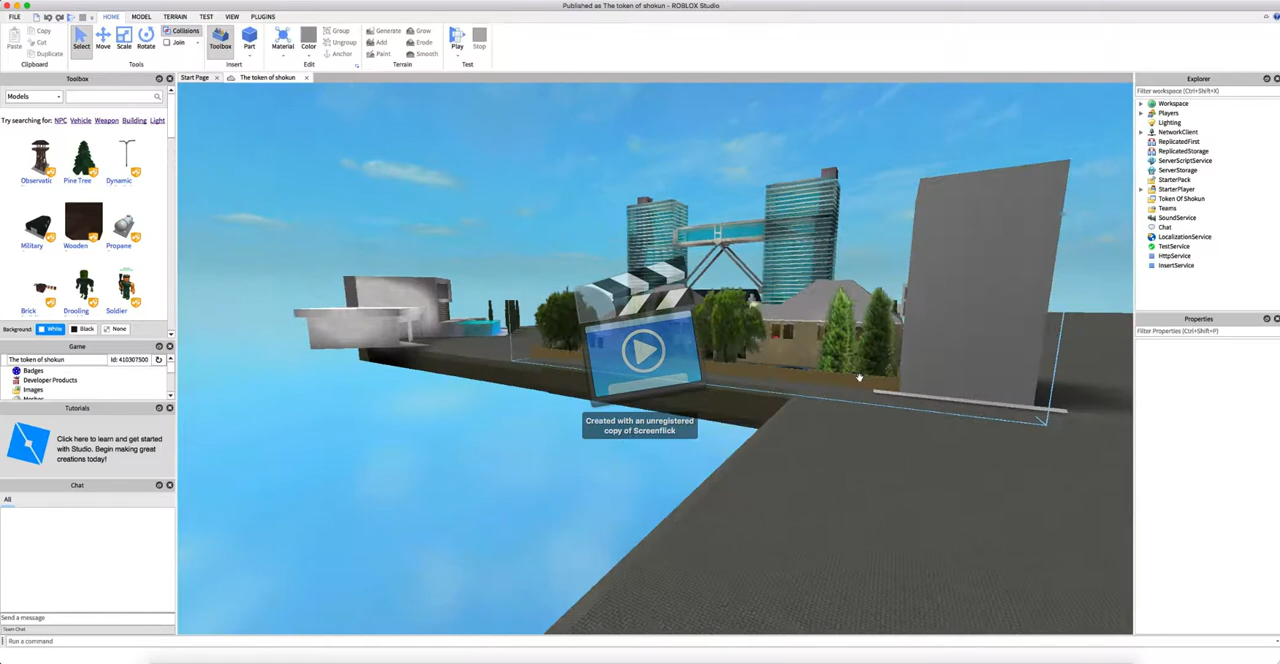 Published as The token of shokun - ROBLOX Studio
FILE HOME MODEL TERRAIN TEST VIEW PLUGINS
Paste Copy Cut Duplicate Select Move Scale Rotate Collisions Join Toolbox Part Material Color Group Ungroup Anchor Generate Grow Add Erode Paint Smooth Play Stop
Clipboard Tools Insert Edit Terrain Test
Toolbox
Models
Try searching for: NPC Vehicle Weapon Building Light
Observatic Pine Tree Dynamic
Military Wooden Propane
Brick Drooling Soldier
Background: White Black None
Game
The token of shokun Id: 410307500
Badges
Developer Products
Images
Tutorials
Click here to learn and get started
with Studio. Begin making great
creations today!
Chat
All
Send a message
Team Chat
Run a command
Start Page The token of shokun
Created with an unregistered
copy of Screenflick
Explorer
Filter workspace (Ctrl+Shift+X)
Workspace
Players
Lighting
NetworkClient
ReplicatedFirst
ReplicatedStorage
ServerScriptService
ServerStorage
StarterPack
StarterPlayer
Token Of Shokun
Teams
SoundService
Chat
LocalizationService
TestService
HttpService
InsertService
Properties
Filter Properties (Ctrl+Shift+P)